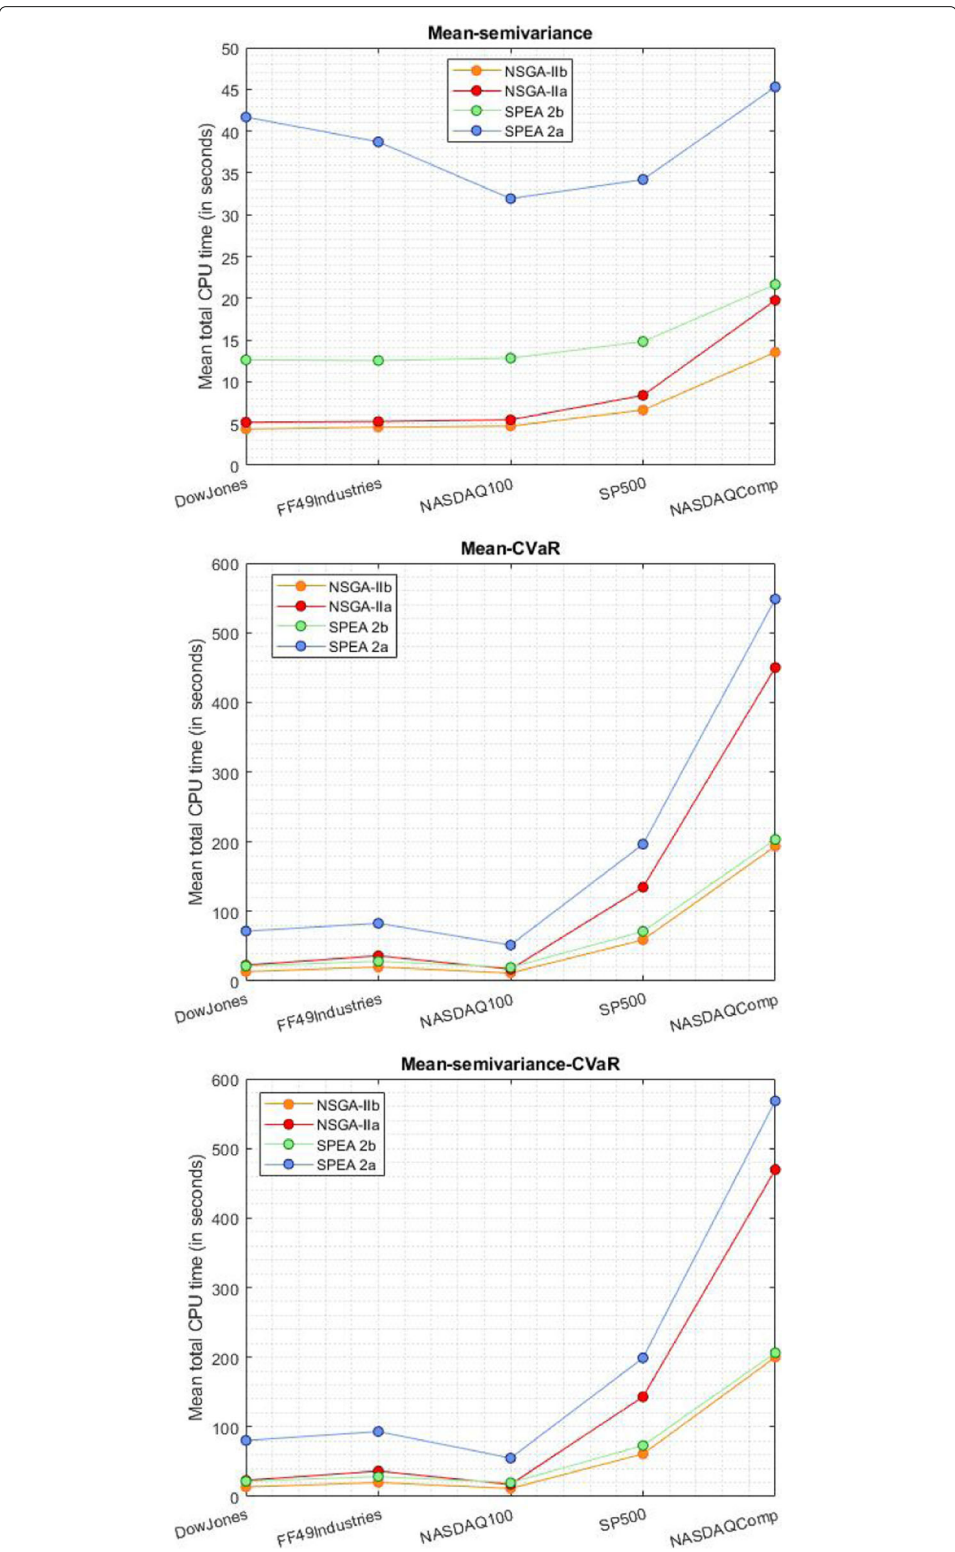 Mean-semivariance
50
45
40
35
30
25
20
15
10
5
0
Mean total CPU time (in seconds)
NSGA-IIb
NSGA-IIa
SPEA 2b
SPEA 2a
DowJones
FF49Industries
NASDAQ100
SP500
NASDAQComp
Mean-CVaR
600
500
400
300
200
100
0
Mean total CPU time (in seconds)
NSGA-IIb
NSGA-IIa
SPEA 2b
SPEA 2a
DowJones
FF49Industries
NASDAQ100
SP500
NASDAQComp
Mean-semivariance-CVaR
600
500
400
300
200
100
0
Mean total CPU time (in seconds)
NSGA-IIb
NSGA-IIa
SPEA 2b
SPEA 2a
DowJones
FF49Industries
NASDAQ100
SP500
NASDAQComp